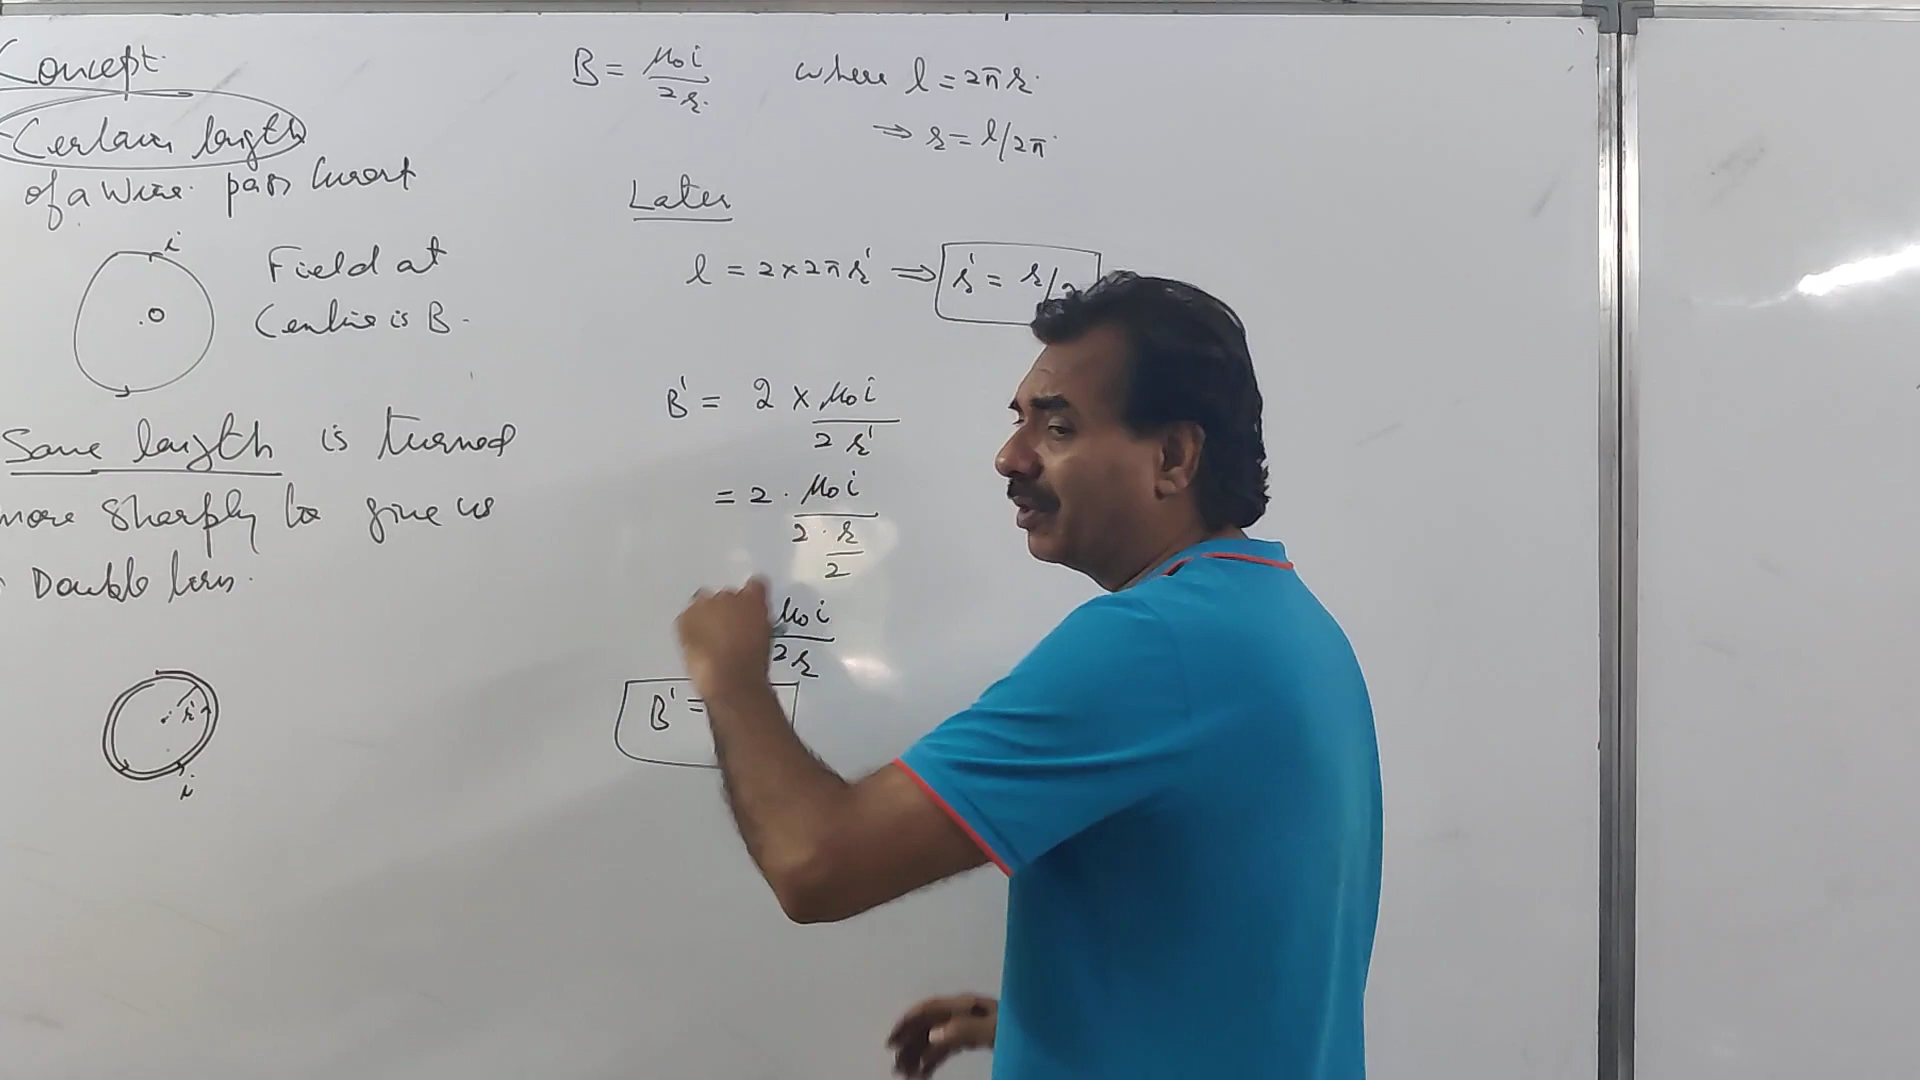 Concept
Certain length
of a wire pass current
i
O
Field at
Centre is B.
Same length is turned
more sharply to give us
Double turn.
r'
i
B = μ₀i / 2r.
where l = 2πr
⇒ r = l/2π
Later
l = 2×2πr' ⇒ r' = r/2
B' = 2 × μ₀i / 2r'
= 2 . μ₀i / 2 . r/2
μ₀i / 2r
B' =